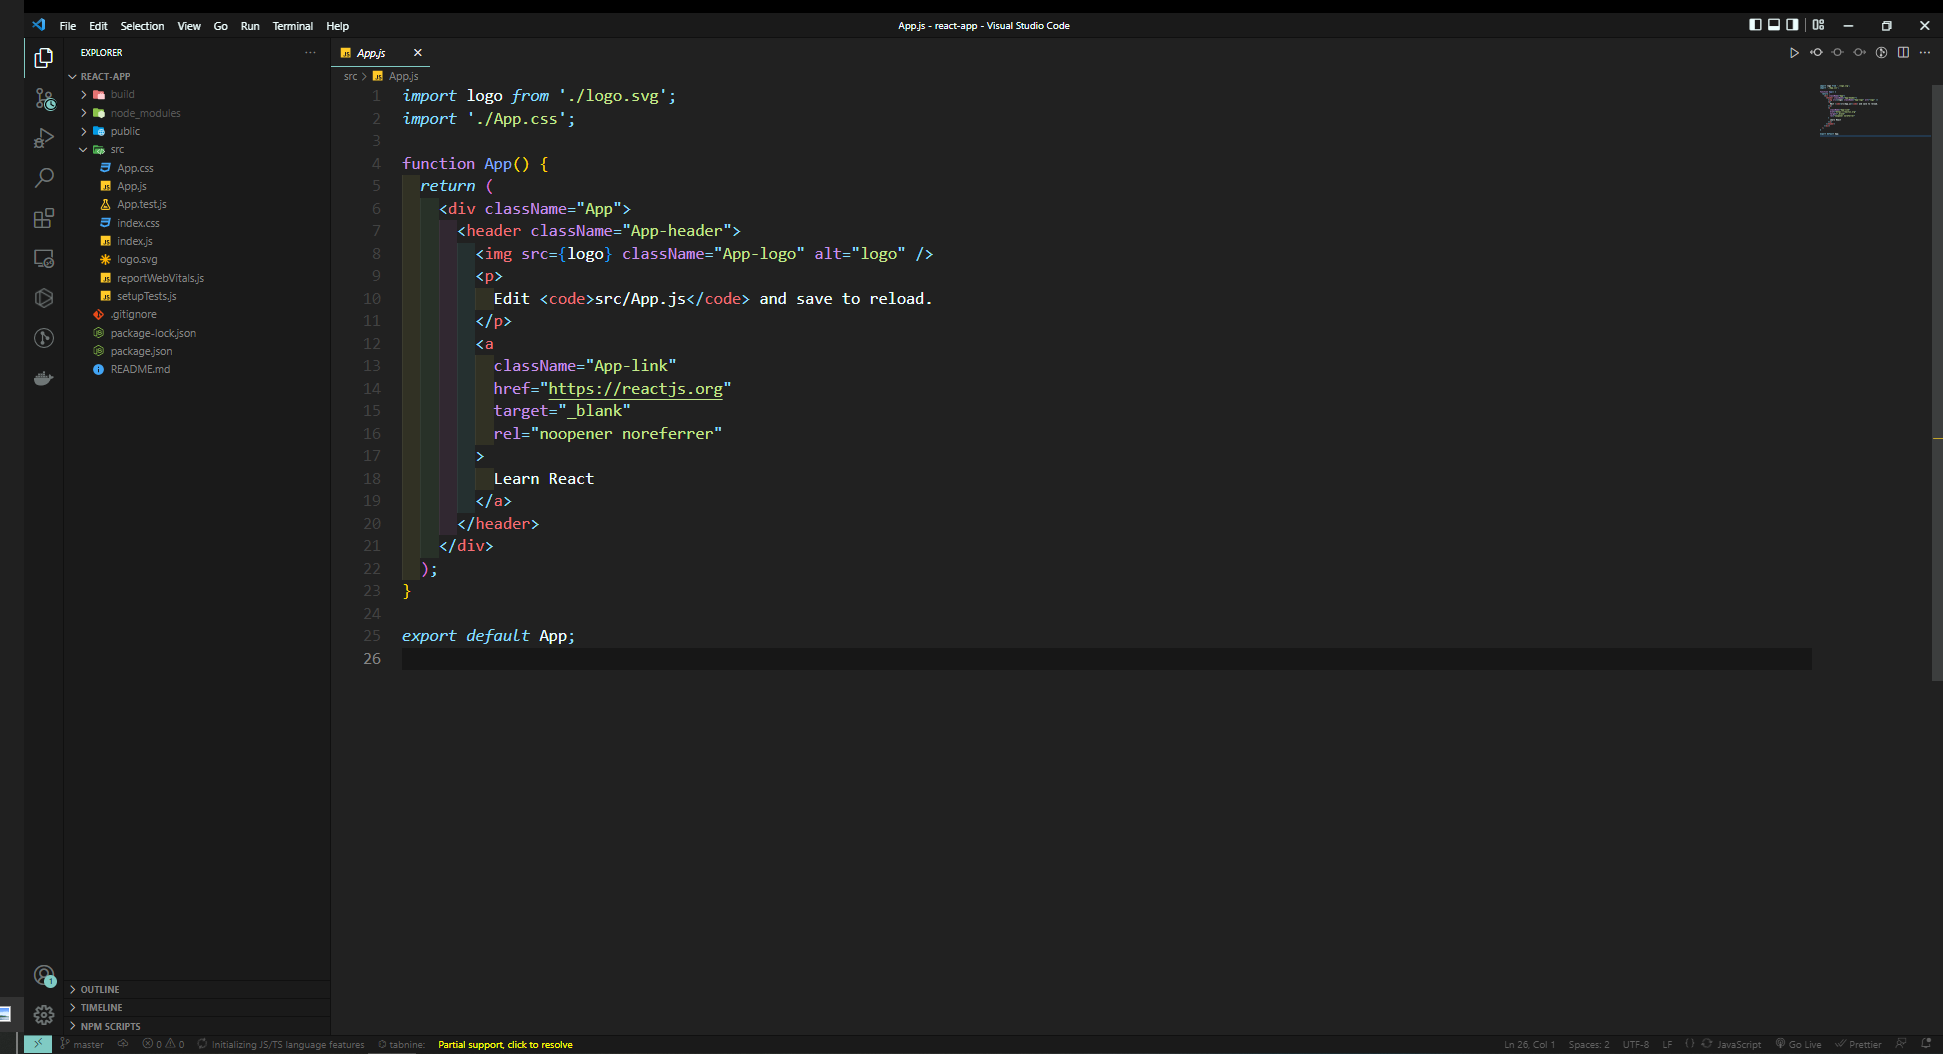 File Edit Selection View Go Run Terminal Help
App.js - react-app - Visual Studio Code
EXPLORER
REACT-APP
build
node_modules
public
src
App.css
App.js
App.test.js
index.css
index.js
logo.svg
reportWebVitals.js
setupTests.js
.gitignore
package-lock.json
package.json
README.md
OUTLINE
TIMELINE
NPM SCRIPTS
App.js
src > App.js
1 import logo from './logo.svg';
2 import './App.css';
3
4 function App() {
5 return (
6 <div className="App">
7 <header className="App-header">
8 <img src={logo} className="App-logo" alt="logo" />
9 <p>
10 Edit <code>src/App.js</code> and save to reload.
11 </p>
12 <a
13 className="App-link"
14 href="https://reactjs.org"
15 target="_blank"
16 rel="noopener noreferrer"
17 >
18 Learn React
19 </a>
20 </header>
21 </div>
22 );
23 }
24
25 export default App;
26
1
master 0 0 Initializing JS/TS language features tabnine: Partial support, click to resolve
Ln 26, Col 1 Spaces: 2 UTF-8 LF {} JavaScript Go Live Prettier